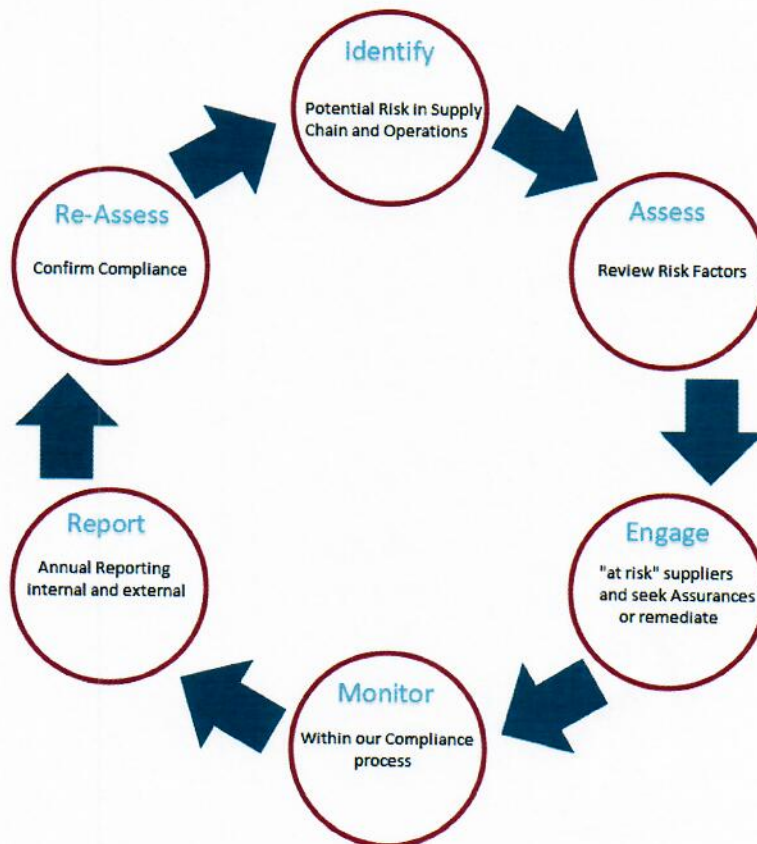 Identify
Potential Risk in Supply
Chain and Operations
Assess
Review Risk Factors
Engage
"at risk" suppliers
and seek Assurances
or remediate
Monitor
Within our Compliance
process
Report
Annual Reporting
internal and external
Re-Assess
Confirm Compliance